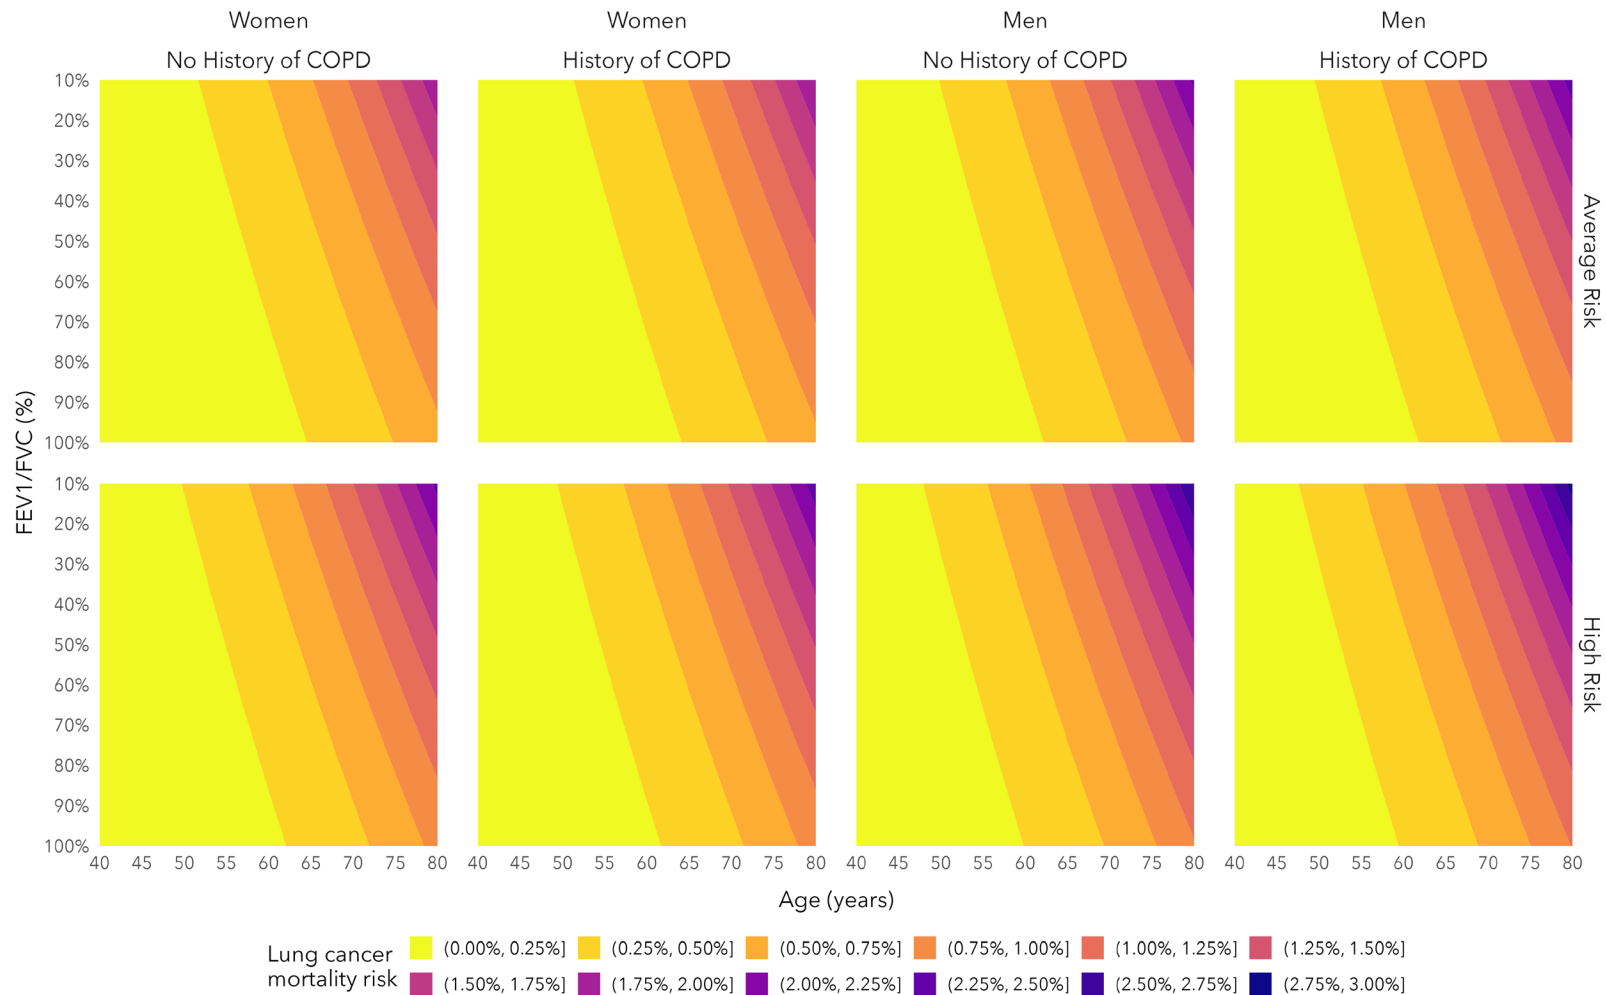 Women Women Men Men
No History of COPD History of COPD No History of COPD History of COPD
10%
20%
30%
40%
50%
60%
70%
80%
90%
100%
Average Risk
FEV1/FVC (%)
10%
20%
30%
40%
50%
60%
70%
80%
90%
100%
High Risk
40 45 50 55 60 65 70 75 80 40 45 50 55 60 65 70 75 80 40 45 50 55 60 65 70 75 80 40 45 50 55 60 65 70 75 80
Age (years)
Lung cancer
mortality risk
(0.00%, 0.25%] (0.25%, 0.50%] (0.50%, 0.75%] (0.75%, 1.00%] (1.00%, 1.25%] (1.25%, 1.50%]
(1.50%, 1.75%] (1.75%, 2.00%] (2.00%, 2.25%] (2.25%, 2.50%] (2.50%, 2.75%] (2.75%, 3.00%]